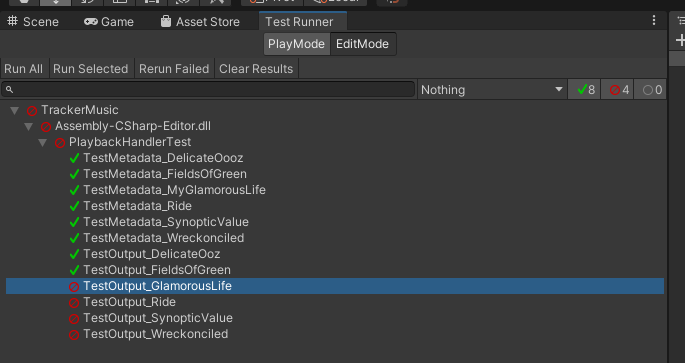 Scene Game Asset Store Test Runner
PlayMode EditMode
Run All Run Selected Rerun Failed Clear Results
Nothing 8 4 0
TrackerMusic
Assembly-CSharp-Editor.dll
PlaybackHandlerTest
TestMetadata_DelicateOooz
TestMetadata_FieldsOfGreen
TestMetadata_MyGlamorousLife
TestMetadata_Ride
TestMetadata_SynopticValue
TestMetadata_Wreckonciled
TestOutput_DelicateOoz
TestOutput_FieldsOfGreen
TestOutput_GlamorousLife
TestOutput_Ride
TestOutput_SynopticValue
TestOutput_Wreckonciled